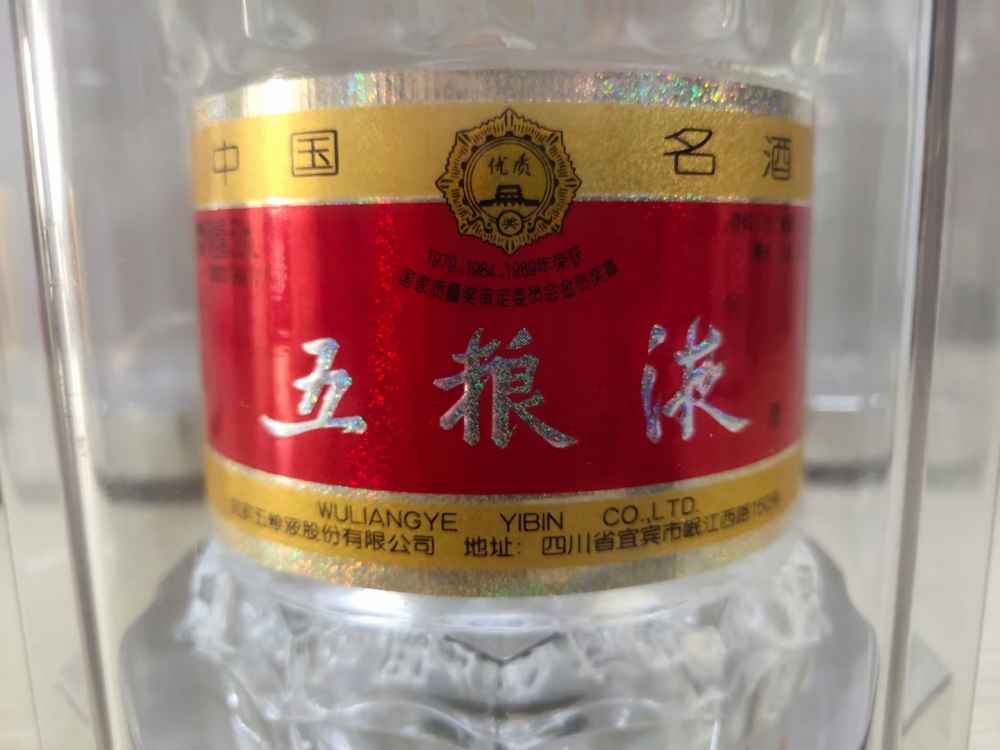 中国 名酒
优质
奖
1979、1984、1989年荣获
国家质量奖审定委员会金质奖章
五粮液
WULIANGYE YIBIN CO.,LTD.
五粮液股份有限公司 地址：四川省宜宾市岷江西路150号